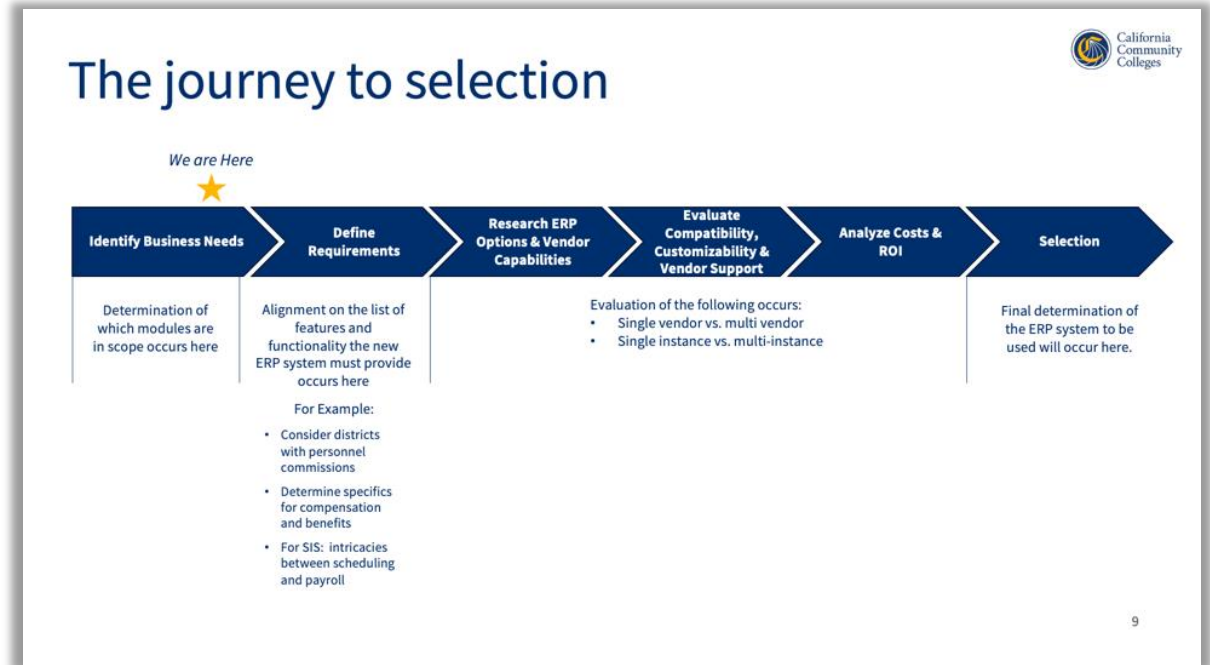 California
Community
Colleges
The journey to selection
We are Here
Identify Business Needs
Define
Requirements
Research ERP
Options & Vendor
Capabilities
Evaluate
Compatibility,
Customizability &
Vendor Support
Analyze Costs &
ROI
Selection
Determination of
which modules are
in scope occurs here
Alignment on the list of
features and
functionality the new
ERP system must provide
occurs here
For Example:
• Consider districts
with personnel
commissions
• Determine specifics
for compensation
and benefits
• For SIS: intricacies
between scheduling
and payroll
Evaluation of the following occurs:
• Single vendor vs. multi vendor
• Single instance vs. multi-instance
Final determination of
the ERP system to be
used will occur here.
9